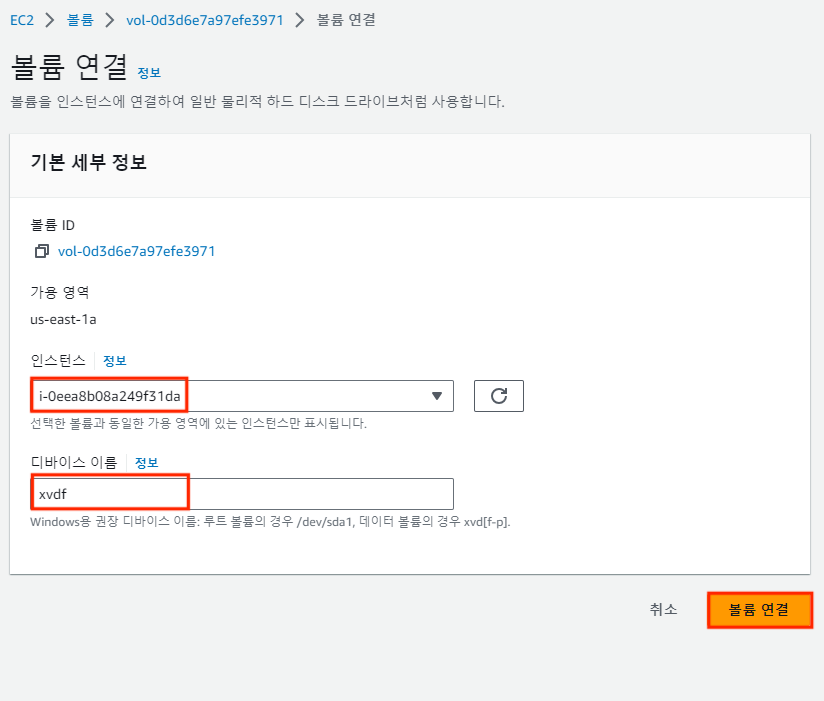 EC2 > 볼륨 > vol-0d3d6e7a97efe3971 > 볼륨 연결
볼륨 연결 정보
볼륨을 인스턴스에 연결하여 일반 물리적 하드 디스크 드라이브처럼 사용합니다.
기본 세부 정보
볼륨 ID
vol-0d3d6e7a97efe3971
가용 영역
us-east-1a
인스턴스 정보
i-0eea8b08a249f31da
선택한 볼륨과 동일한 가용 영역에 있는 인스턴스만 표시됩니다.
디바이스 이름 정보
xvdf
Windows용 권장 디바이스 이름: 루트 볼륨의 경우 /dev/sda1, 데이터 볼륨의 경우 xvd[f-p].
취소 볼륨 연결